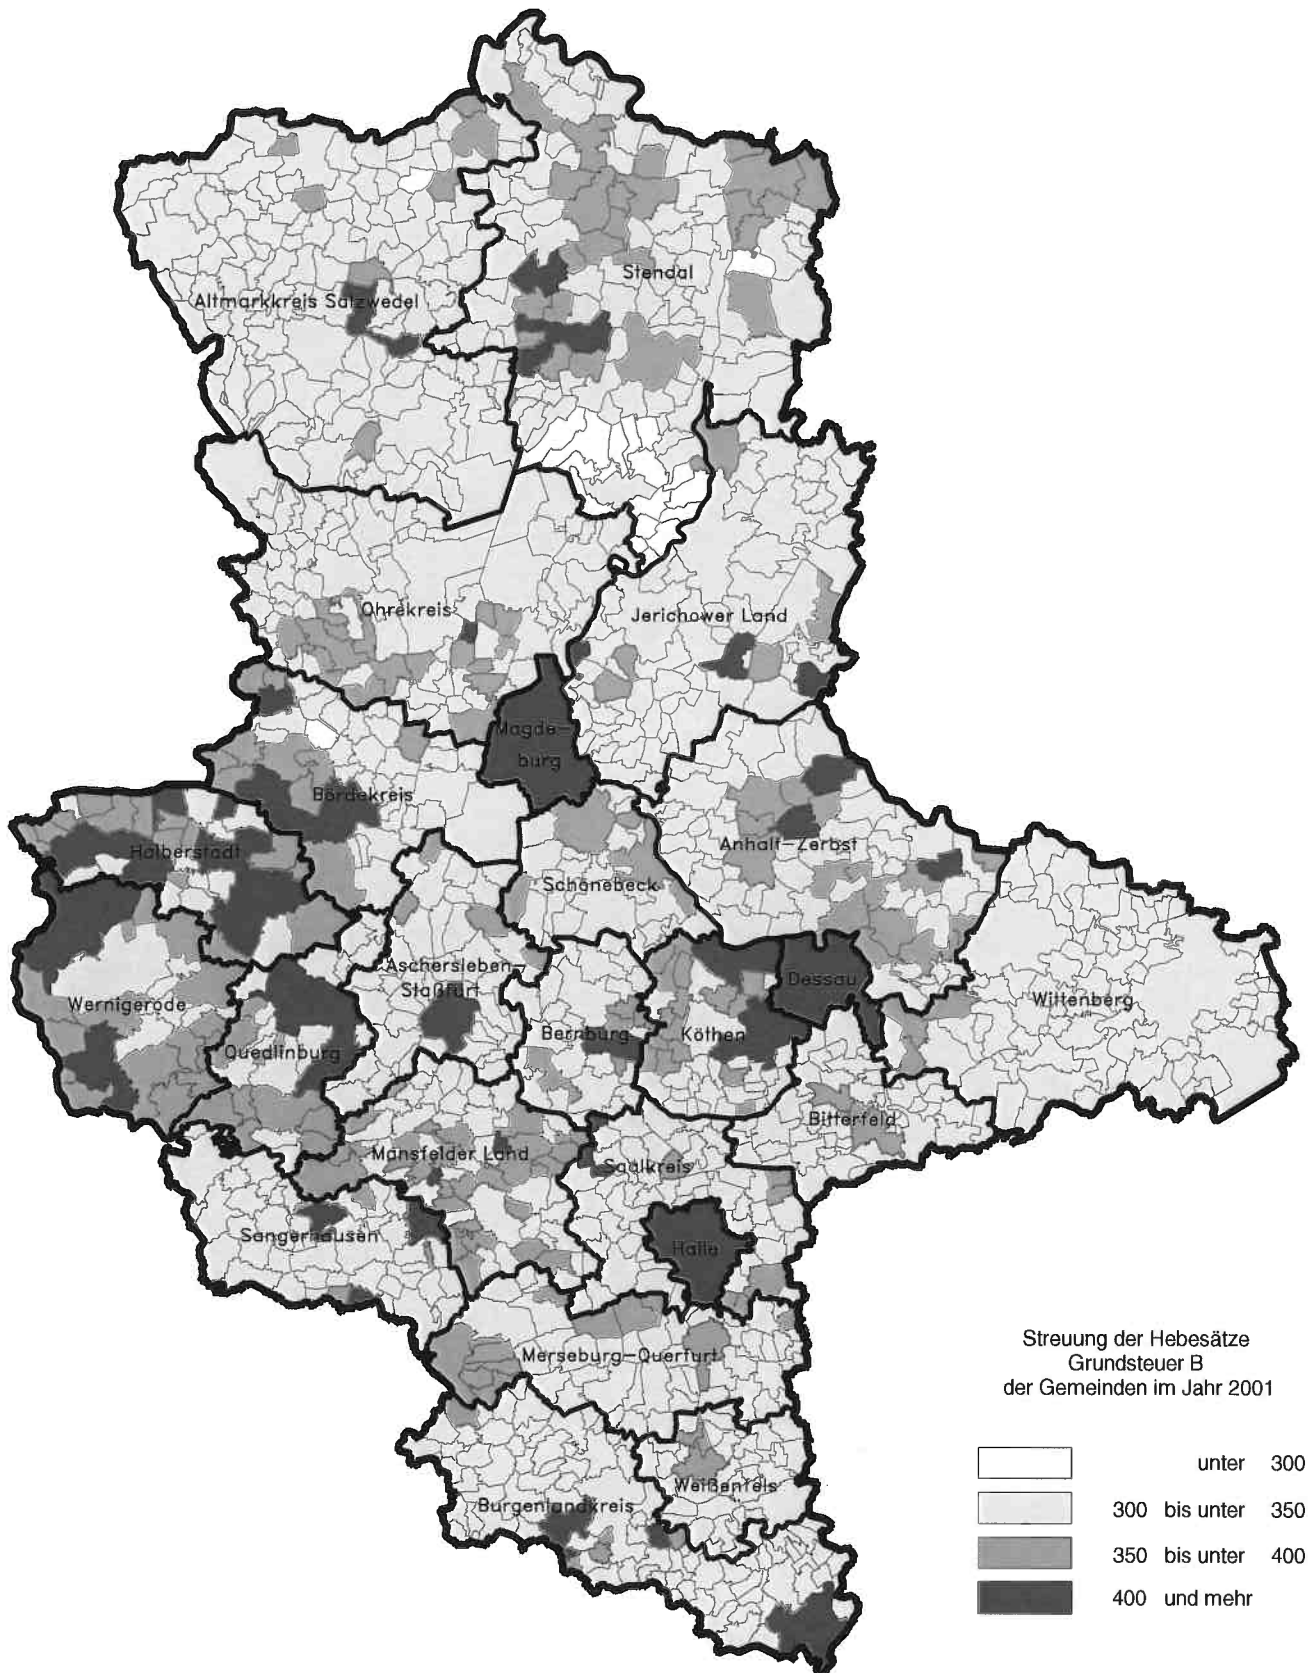 Stendal
Altmarkkreis Salzwedel
Ohrekreis
Jerichower Land
Magde-
burg
Bördekreis
Halberstadt
Anhalt-Zerbst
Schönebeck
Aschersleben-
Staßfurt
Dessau
Wernigerode
Wittenberg
Bernburg
Köthen
Quedlinburg
Bitterfeld
Mansfelder Land
Saalkreis
Sangerhausen
Halle
Merseburg-Querfurt
Weißenfels
Burgenlandkreis
Streuung der Hebesätze
Grundsteuer B
der Gemeinden im Jahr 2001
unter 300
300 bis unter 350
350 bis unter 400
400 und mehr